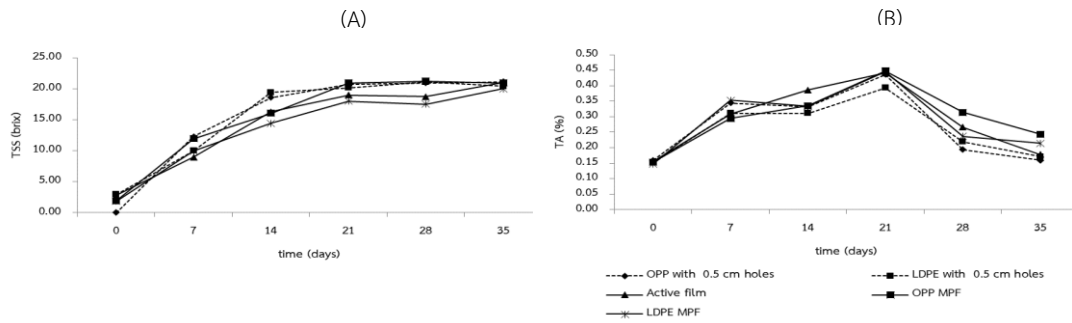 (A)
25.00
20.00
15.00
10.00
5.00
0.00
TSS (brix)
0 7 14 21 28 35
time (days)
(B)
0.50
0.45
0.40
0.35
0.30
0.25
0.20
0.15
0.10
0.05
0.00
TA (%)
0 7 14 21 28 35
time (days)
OPP with 0.5 cm holes
LDPE with 0.5 cm holes
Active film
OPP MPF
LDPE MPF